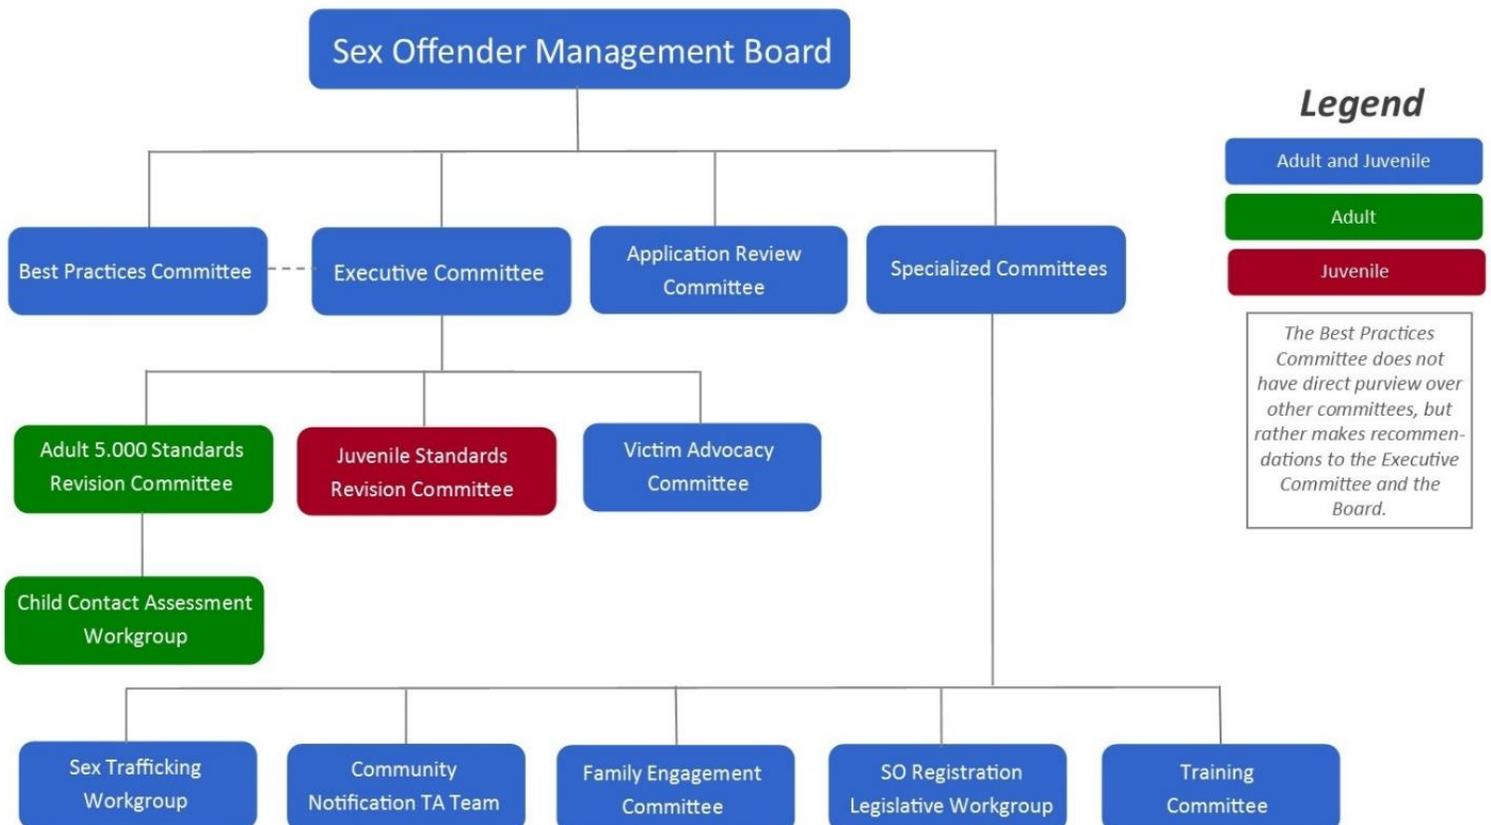 Sex Offender Management Board
Legend
Adult and Juvenile
Adult
Juvenile
The Best Practices
Committee does not
have direct purview over
other committees, but
rather makes recommen-
dations to the Executive
Committee and the
Board.
Best Practices Committee
Executive Committee
Application Review
Committee
Specialized Committees
Adult 5.000 Standards
Revision Committee
Juvenile Standards
Revision Committee
Victim Advocacy
Committee
Child Contact Assessment
Workgroup
Sex Trafficking
Workgroup
Community
Notification TA Team
Family Engagement
Committee
SO Registration
Legislative Workgroup
Training
Committee